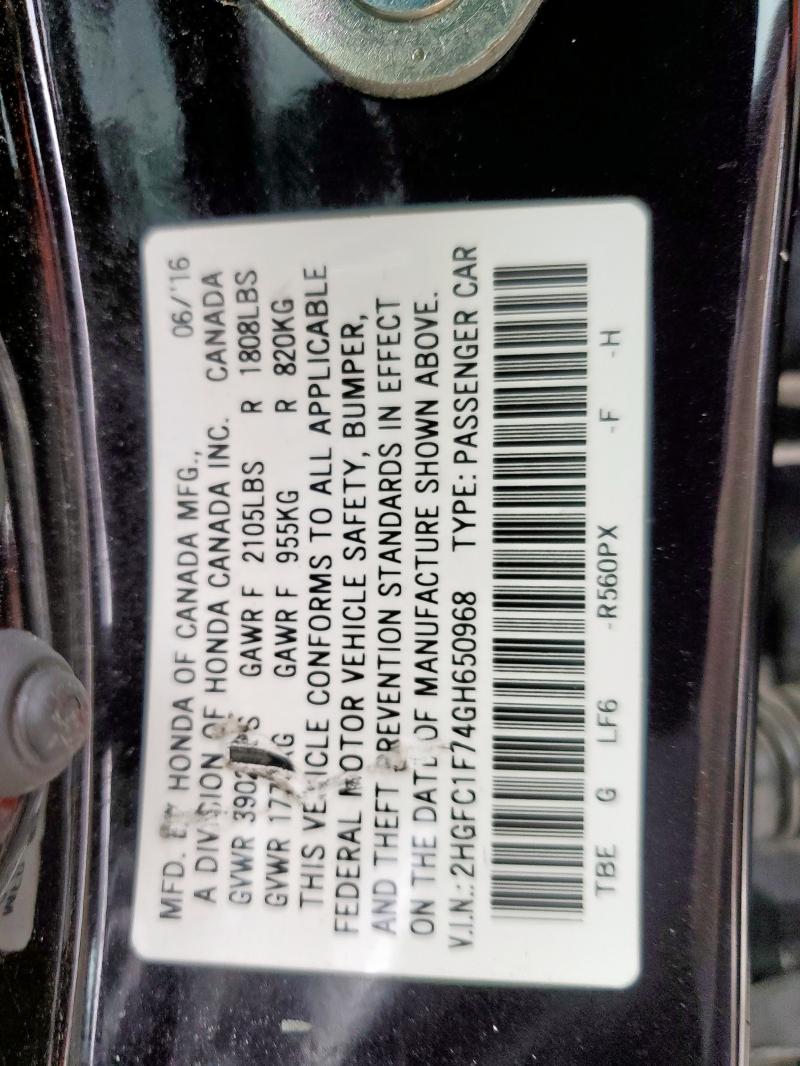 MFD. BY HONDA OF CANADA MFG., 06/'16
A DIVISION OF HONDA CANADA INC. CANADA
GVWR GAWR F 2105LBS R 1808LBS
GVWR GAWR F 955KG R 820KG
THIS VEHICLE CONFORMS TO ALL APPLICABLE
FEDERAL MOTOR VEHICLE SAFETY, BUMPER,
AND THEFT PREVENTION STANDARDS IN EFFECT
ON THE DATE OF MANUFACTURE SHOWN ABOVE.
V.I.N.: 2HGFC1F74GH650968 TYPE: PASSENGER CAR
TBE G LF6 -R560PX -F -H